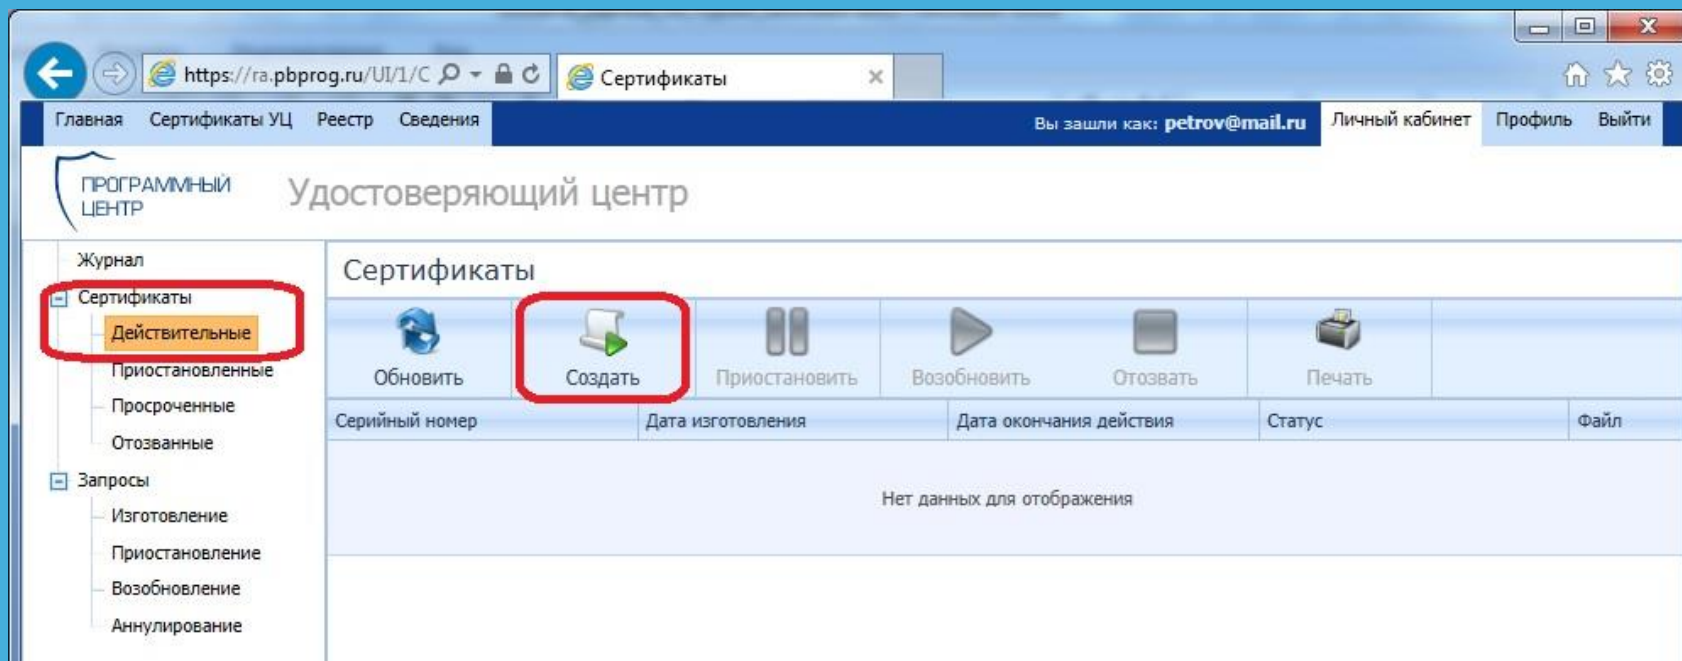 https://ra.pbprog.ru/UI/1/C
Сертификаты
Главная Сертификаты УЦ Реестр Сведения Вы зашли как: petrov@mail.ru Личный кабинет Профиль Выйти
ПРОГРАММНЫЙ
ЦЕНТР
Удостоверяющий центр
Журнал
Сертификаты
Действительные
Приостановленные
Просроченные
Отозванные
Запросы
Изготовление
Приостановление
Возобновление
Аннулирование
Сертификаты
Обновить Создать Приостановить Возобновить Отозвать Печать
Серийный номер Дата изготовления Дата окончания действия Статус Файл
Нет данных для отображения